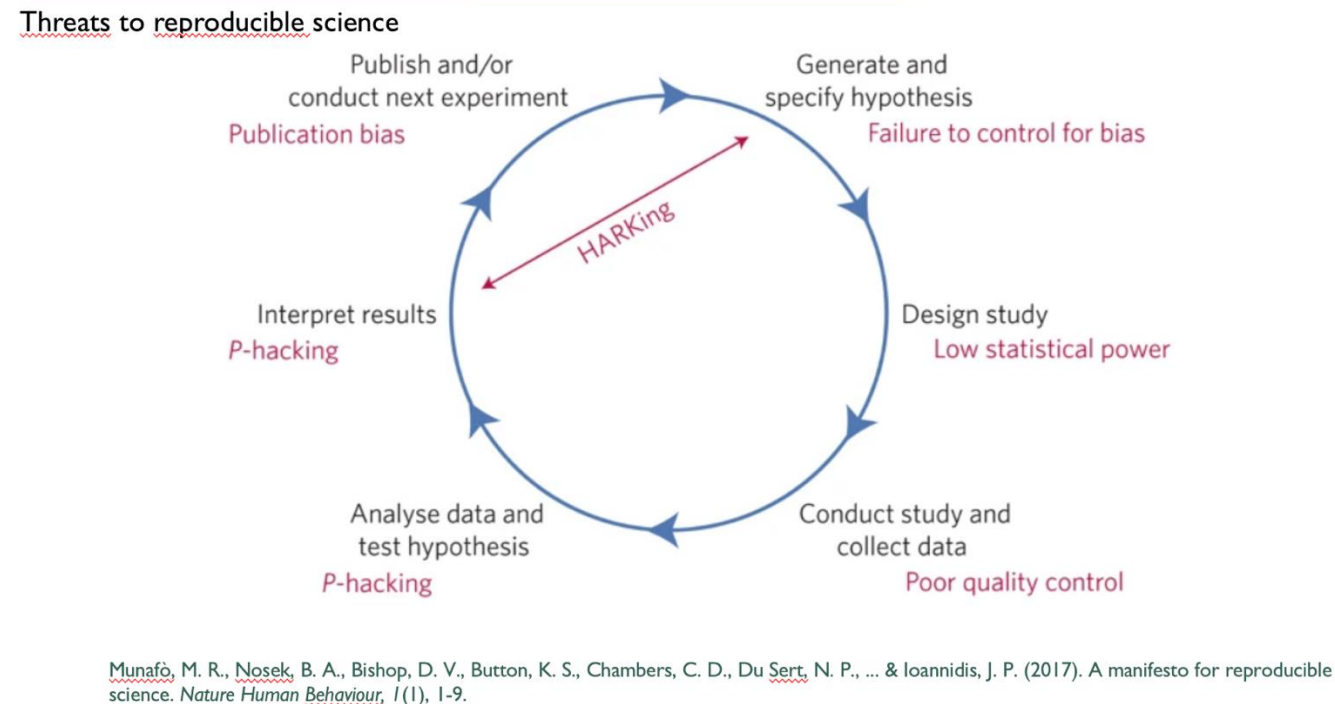 Threats to reproducible science
Publish and/or
conduct next experiment
Publication bias
Generate and
specify hypothesis
Failure to control for bias
HARKing
Interpret results
P-hacking
Design study
Low statistical power
Analyse data and
test hypothesis
P-hacking
Conduct study and
collect data
Poor quality control
Munafò, M. R., Nosek, B. A., Bishop, D. V., Button, K. S., Chambers, C. D., Du Sert, N. P., ... & Ioannidis, J. P. (2017). A manifesto for reproducible
science. Nature Human Behaviour, 1(1), 1-9.